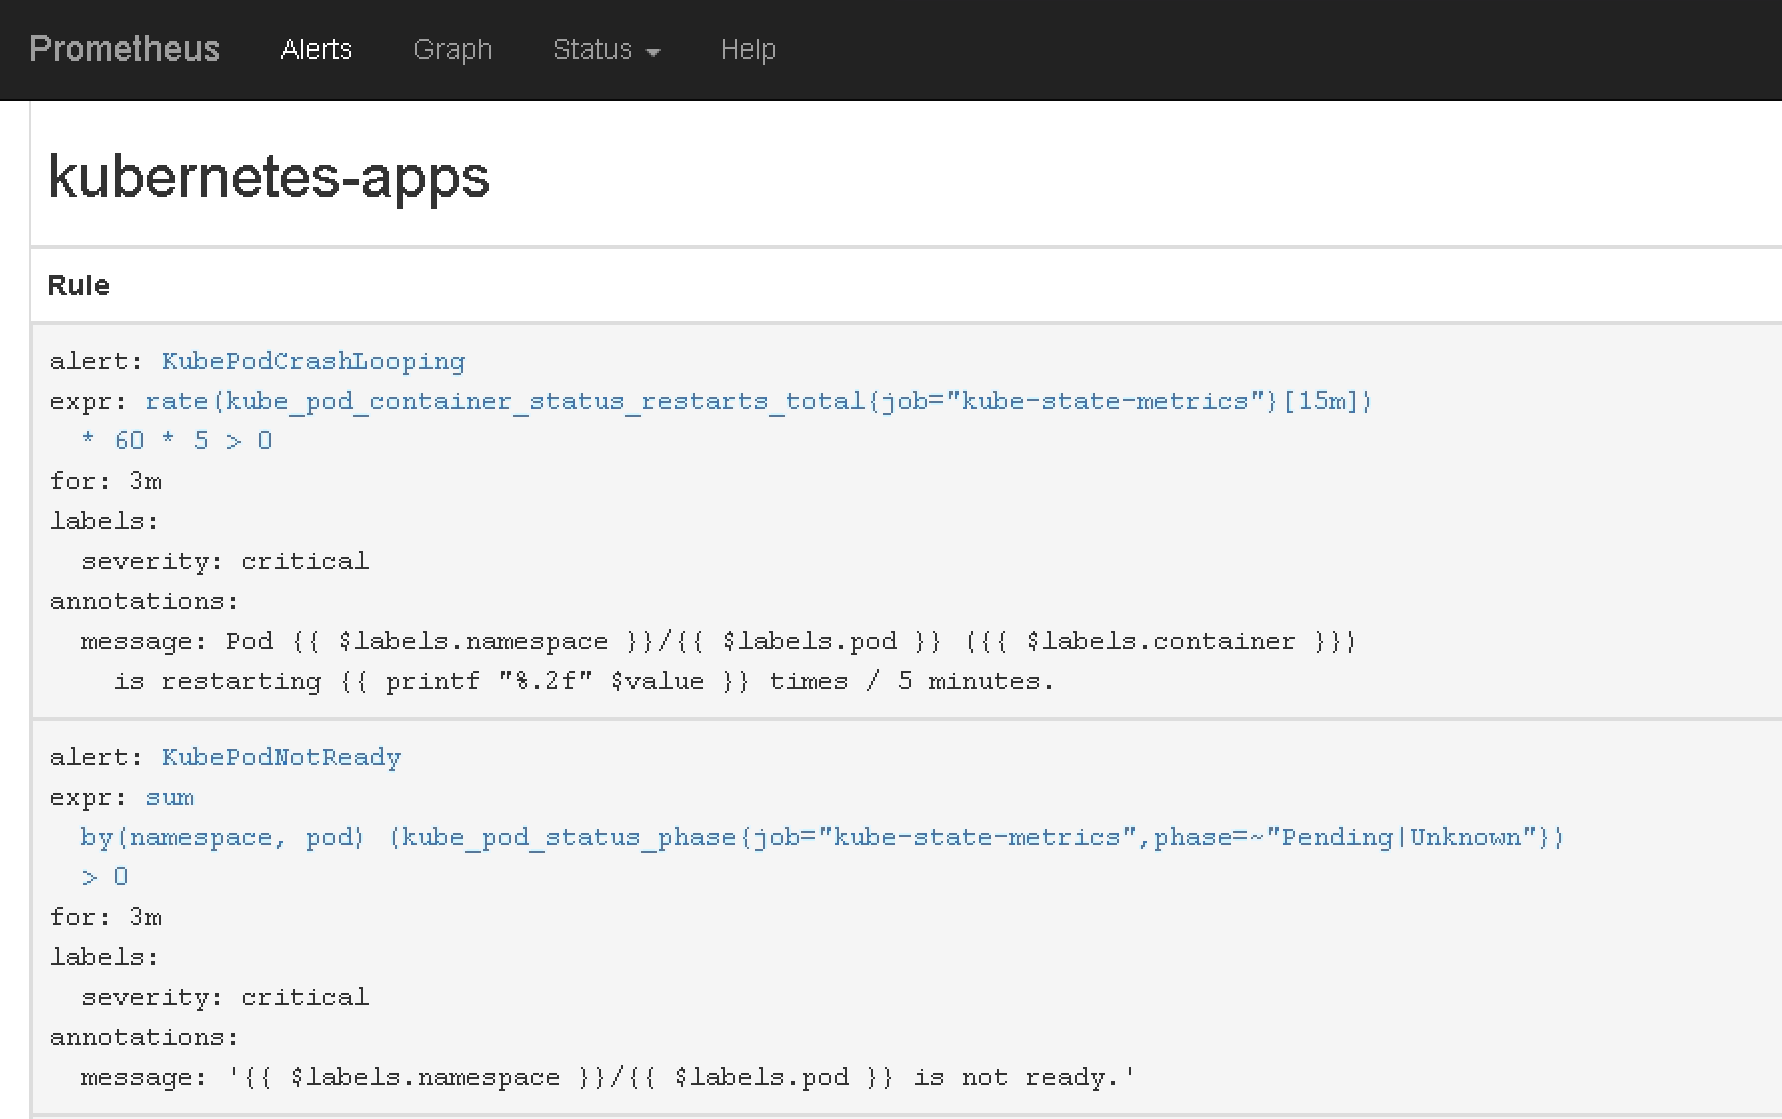 Prometheus Alerts Graph Status Help
kubernetes-apps
Rule
alert: KubePodCrashLooping
expr: rate(kube_pod_container_status_restarts_total{job="kube-state-metrics"}[15m])
  * 60 * 5 > 0
for: 3m
labels:
  severity: critical
annotations:
  message: Pod {{ $labels.namespace }}/{{ $labels.pod }} ({{ $labels.container }})
    is restarting {{ printf "%.2f" $value }} times / 5 minutes.
alert: KubePodNotReady
expr: sum
  by(namespace, pod) (kube_pod_status_phase{job="kube-state-metrics",phase=~"Pending|Unknown"})
  > 0
for: 3m
labels:
  severity: critical
annotations:
  message: '{{ $labels.namespace }}/{{ $labels.pod }} is not ready.'